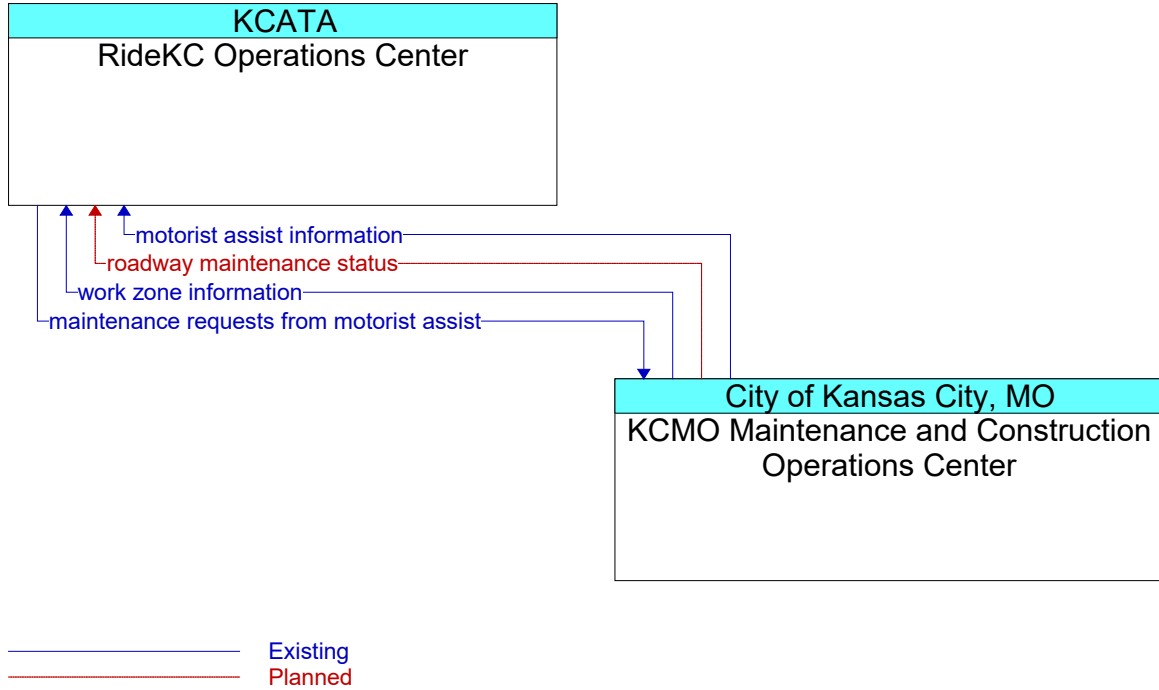 KCATA
RideKC Operations Center
motorist assist information
roadway maintenance status
work zone information
maintenance requests from motorist assist
City of Kansas City, MO
KCMO Maintenance and Construction
Operations Center
Existing
Planned